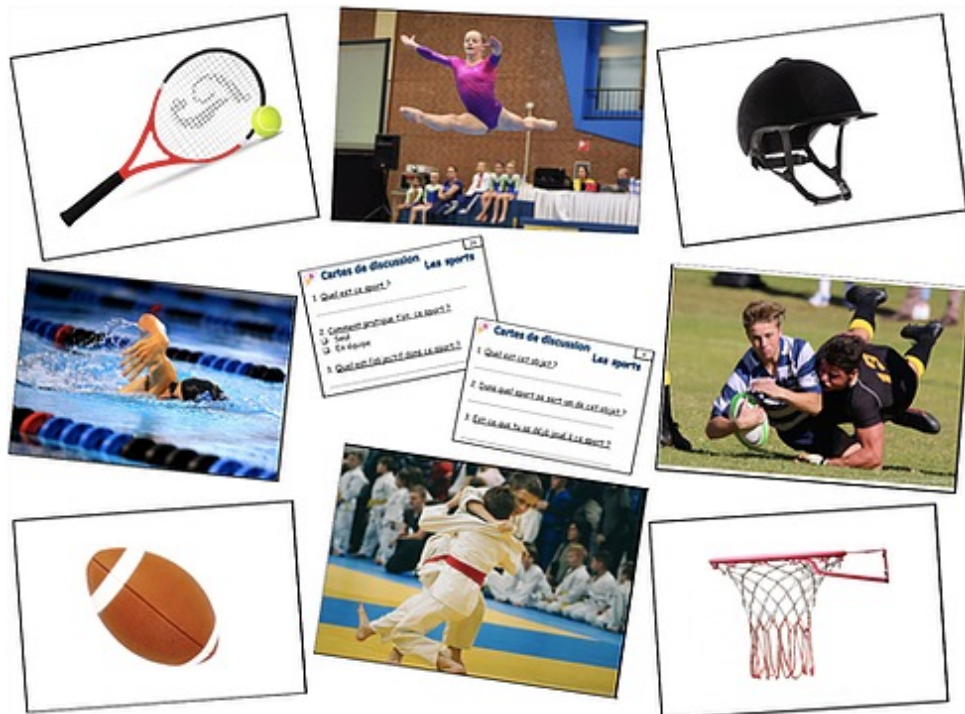 Cartes de discussion
Les sports
1. Quel est ce sport ?
2. Comment pratique t'on ce sport ?
Seul
En équipe
3. Quel est l'objectif dans ce sport ?
Cartes de discussion
Les sports
1. Quel est cet objet ?
2. Dans quel sport se sert on de cet objet ?
3. Est ce que tu as déjà joué à ce sport ?